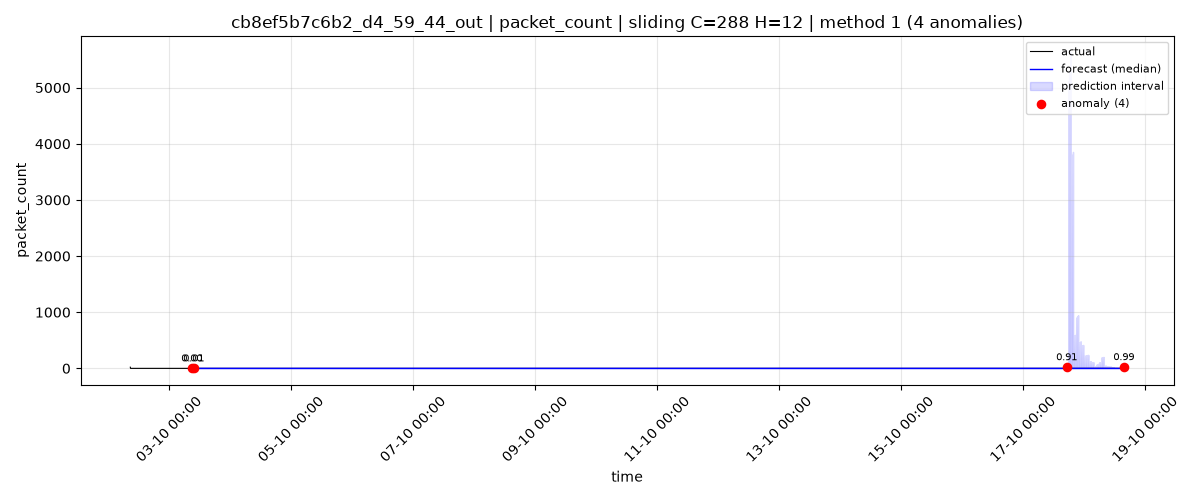 cb8ef5b7c6b2_d4_59_44_out | packet_count | sliding C=288 H=12 | method 1 (4 anomalies)
actual
forecast (median)
prediction interval
anomaly (4)
packet_count
5000
4000
3000
2000
1000
0
0.01
0.91
0.99
03-10 00:00
05-10 00:00
07-10 00:00
09-10 00:00
11-10 00:00
13-10 00:00
15-10 00:00
17-10 00:00
19-10 00:00
time